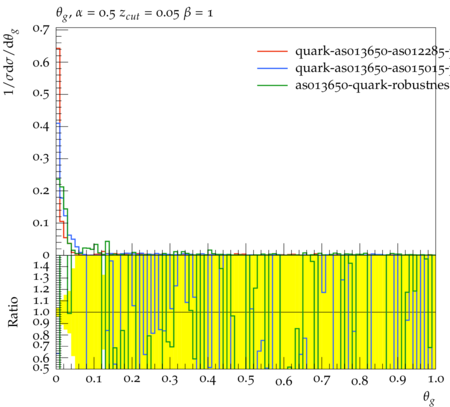 θg, α = 0.5 zcut = 0.05 β = 1
1/σ dσ/dθg
quark-as013650-as012285-
quark-as013650-as015015-
as013650-quark-robustnes
0.7
0.6
0.5
0.4
0.3
0.2
0.1
0
Ratio
1.4
1.3
1.2
1.1
1.0
0.9
0.8
0.7
0.6
0.5
0 0.1 0.2 0.3 0.4 0.5 0.6 0.7 0.8 0.9 1.0
θg